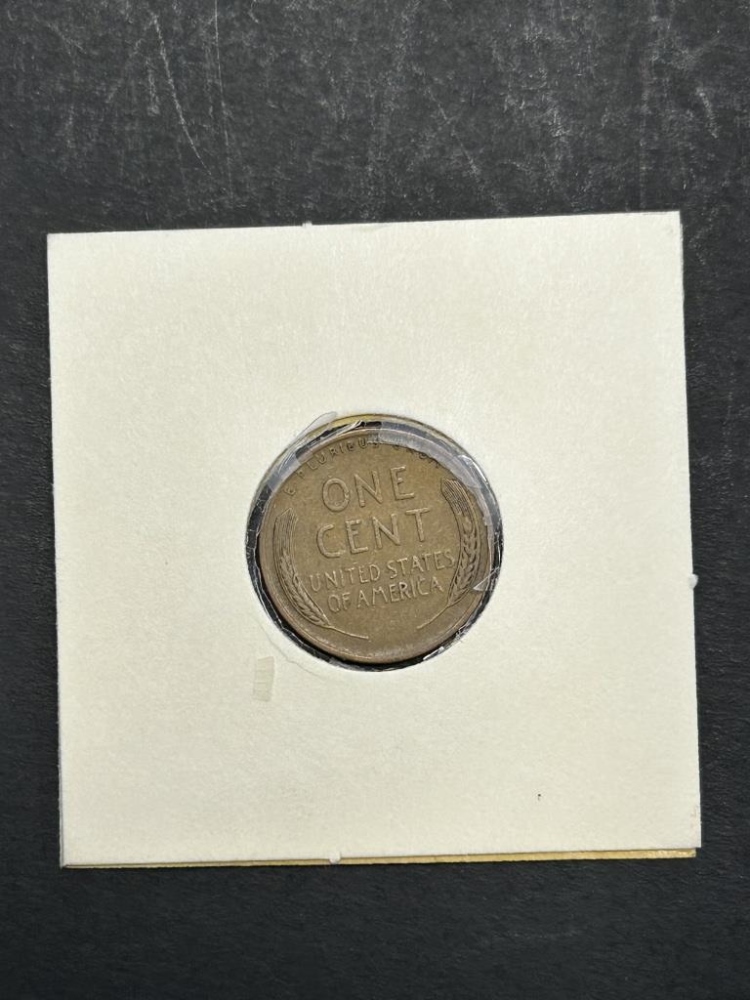 E PLURIBUS UNUM
ONE
CENT
UNITED STATES
OF AMERICA